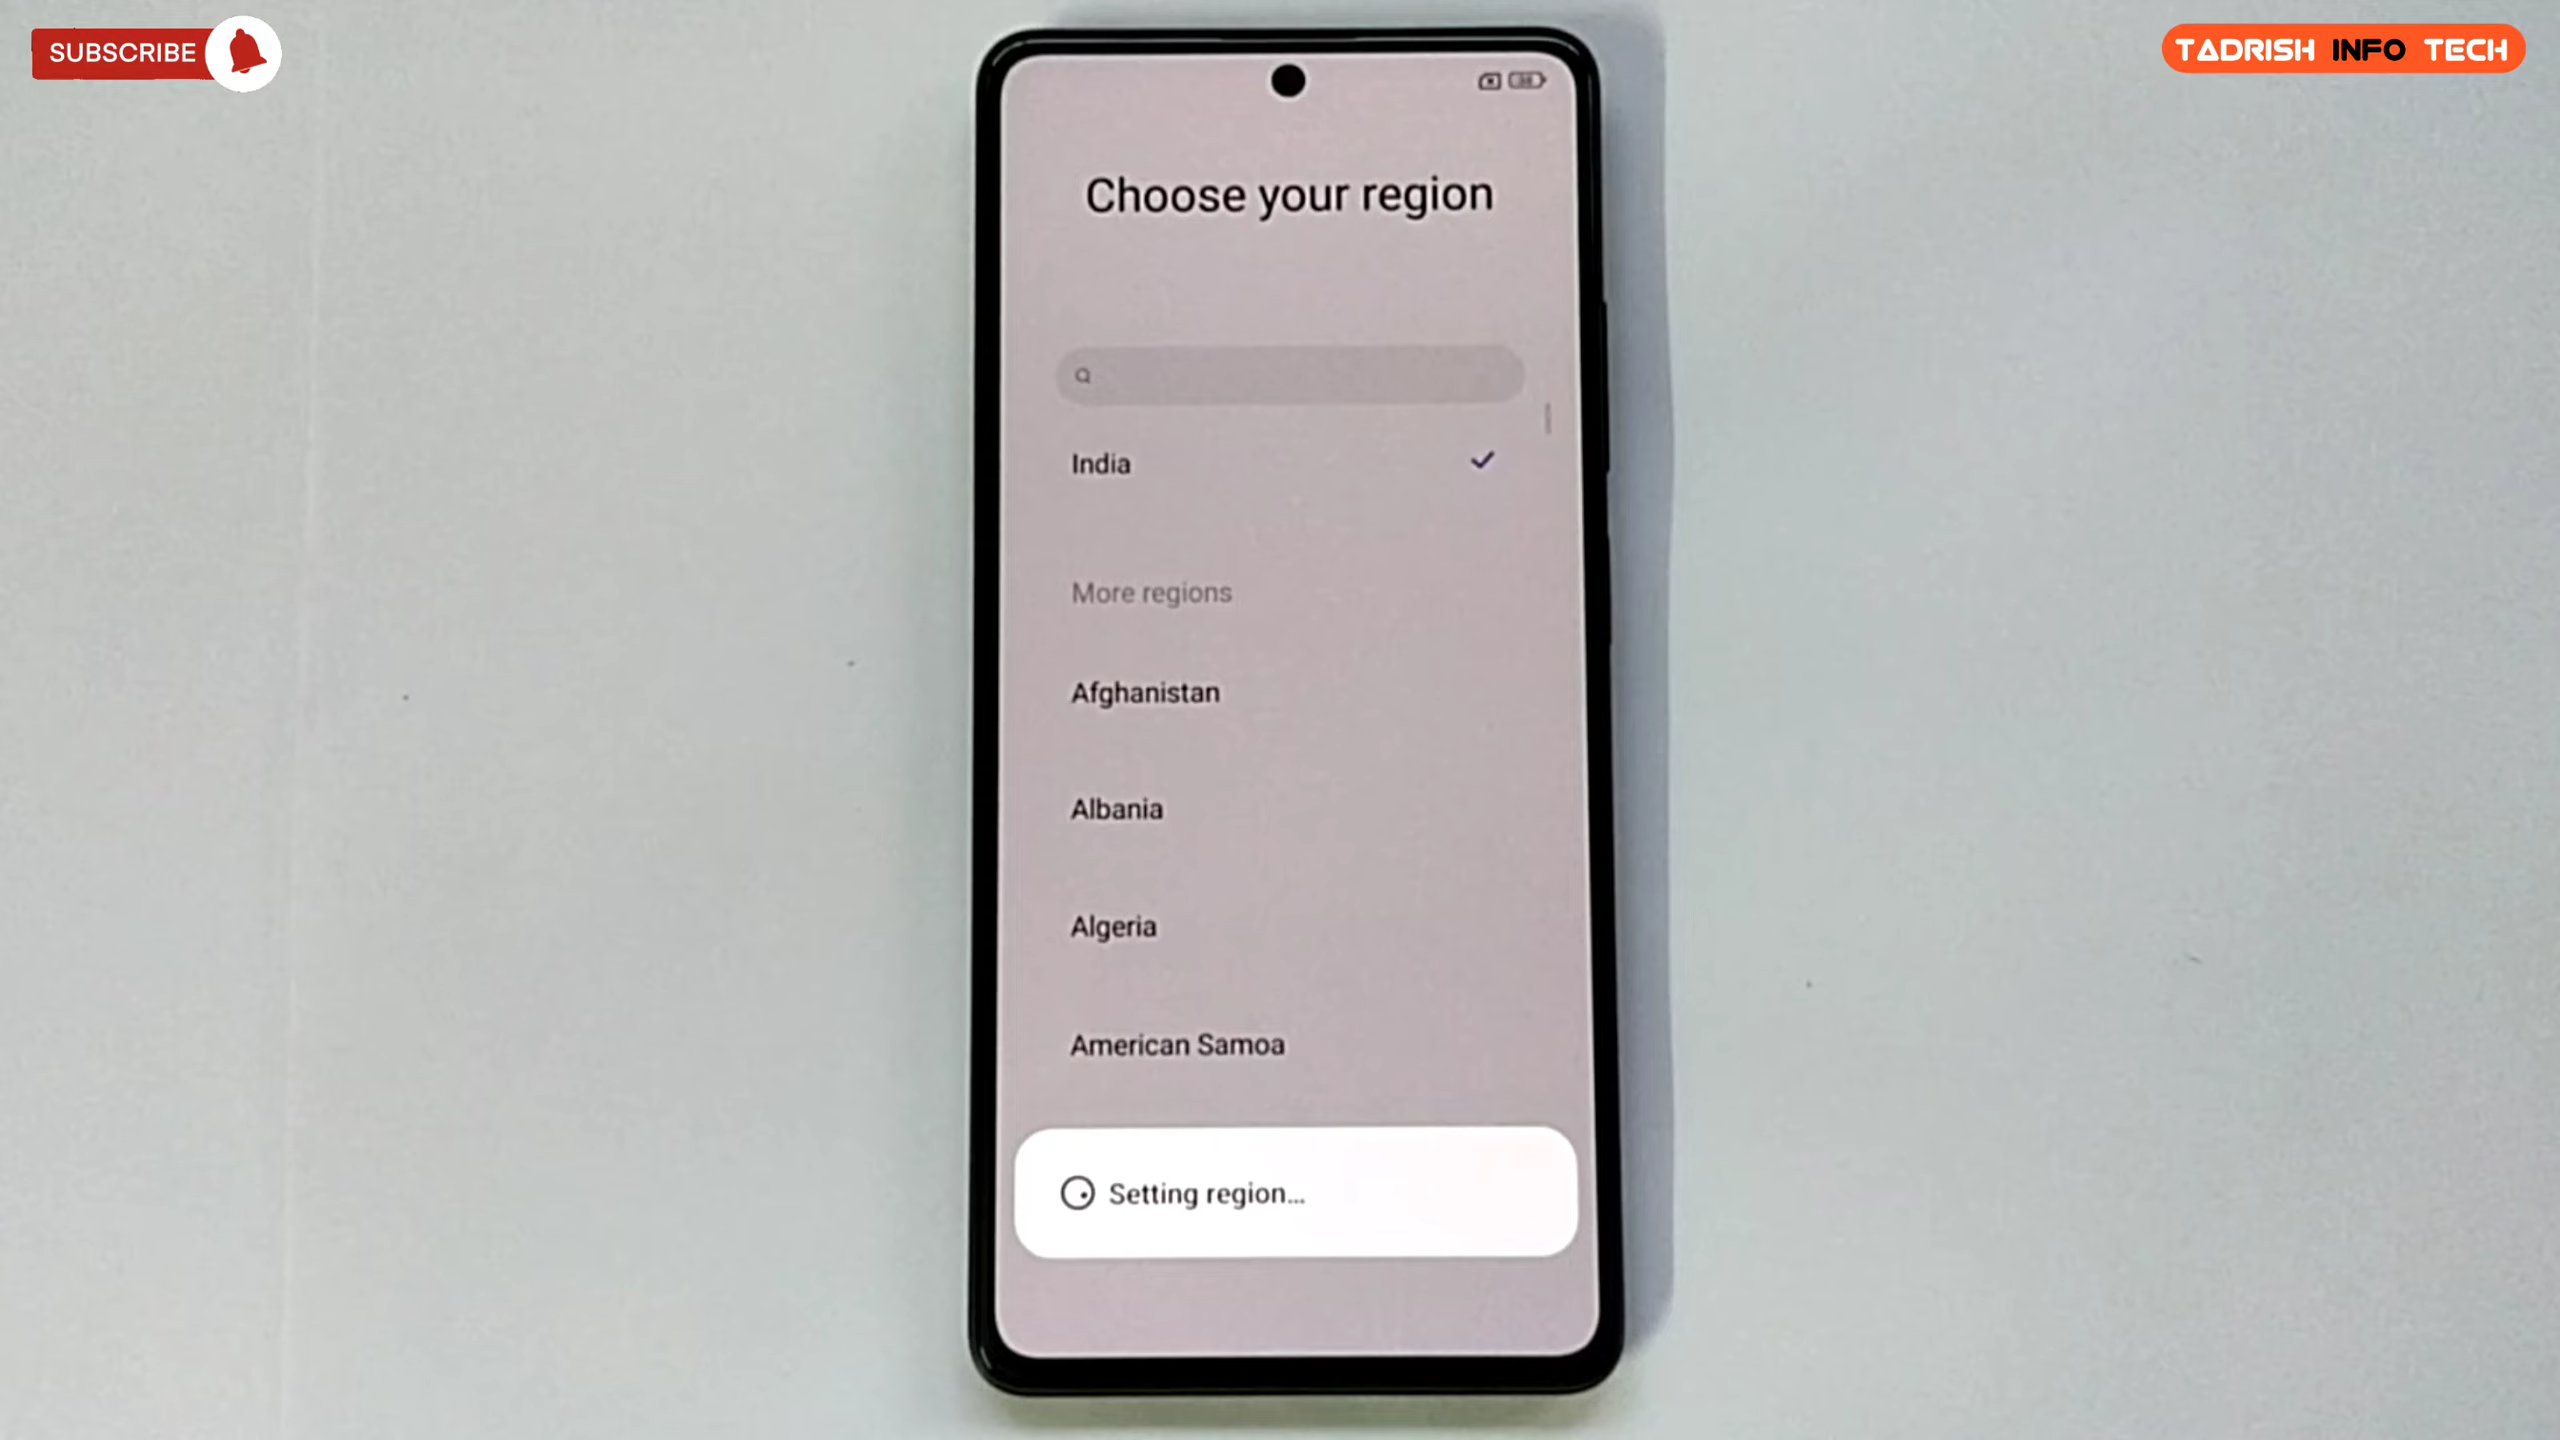 SUBSCRIBE
TADRISH INFO TECH
Choose your region
India
More regions
Afghanistan
Albania
Algeria
American Samoa
Setting region...